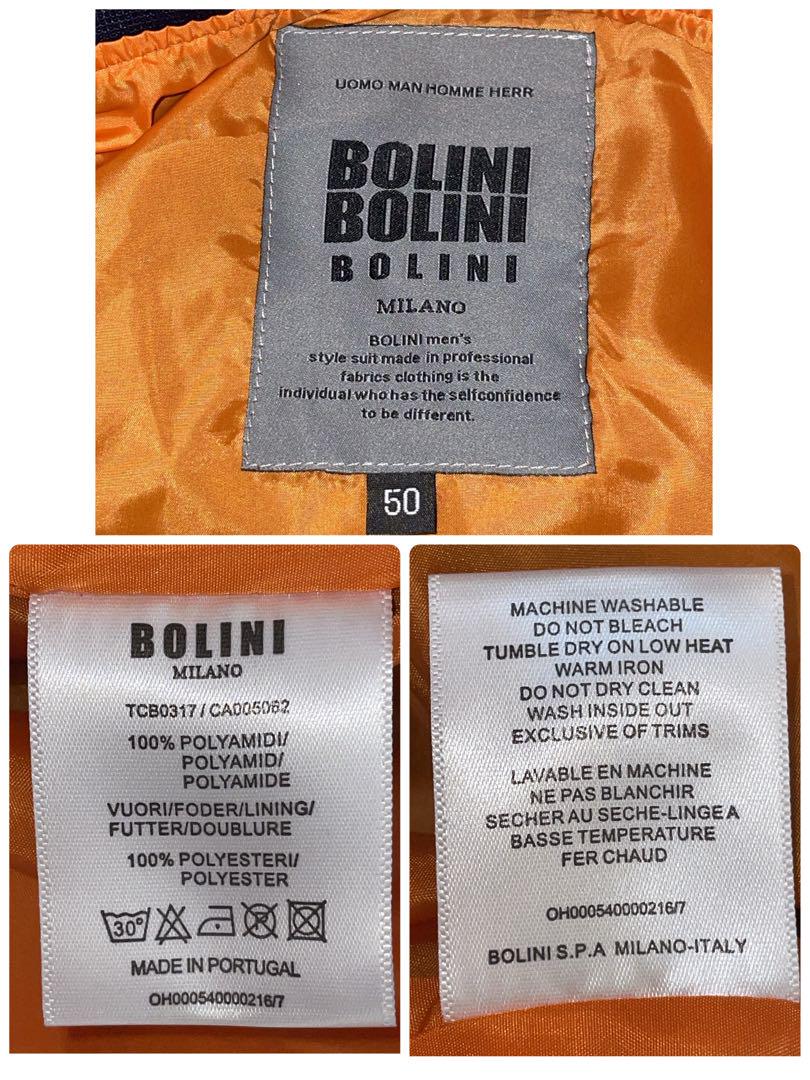 UOMO MAN HOMME HERR
BOLINI
BOLINI
BOLINI
MILANO
BOLINI men's
style suit made in professional
fabrics clothing is the
individual who has the selfconfidence
to be different.
50
BOLINI
MILANO
TCB0317 / CA005062
100% POLYAMIDI/
POLYAMID/
POLYAMIDE
VUORI/FODER/LINING/
FUTTER/DOUBLURE
100% POLYESTERI/
POLYESTER
30°
P
MADE IN PORTUGAL
OH000540000216/7
MACHINE WASHABLE
DO NOT BLEACH
TUMBLE DRY ON LOW HEAT
WARM IRON
DO NOT DRY CLEAN
WASH INSIDE OUT
EXCLUSIVE OF TRIMS
LAVABLE EN MACHINE
NE PAS BLANCHIR
SECHER AU SECHE-LINGE A
BASSE TEMPERATURE
FER CHAUD
OH000540000216/7
BOLINI S.P.A MILANO-ITALY